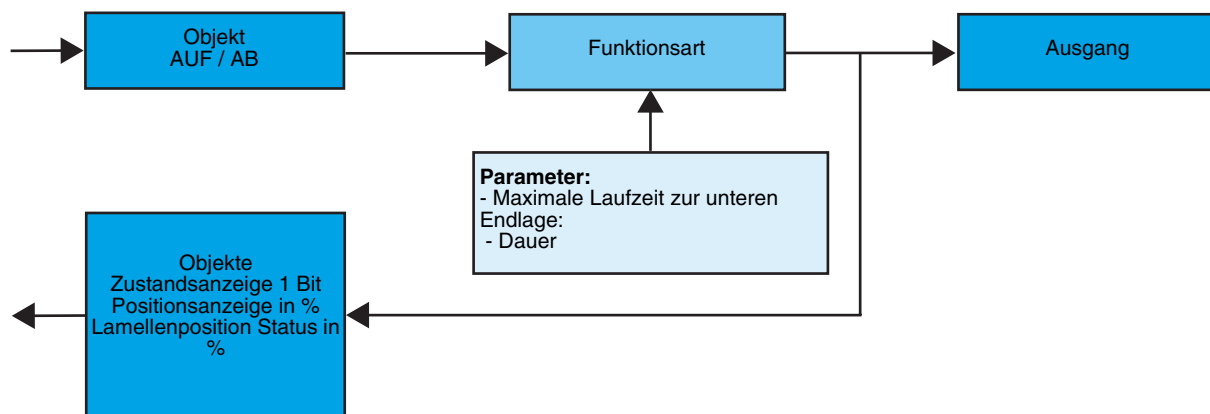 Objekt
AUF / AB
Funktionsart
Ausgang
Parameter:
- Maximale Laufzeit zur unteren
Endlage:
- Dauer
Objekte
Zustandsanzeige 1 Bit
Positionsanzeige in %
Lamellenposition Status in
%